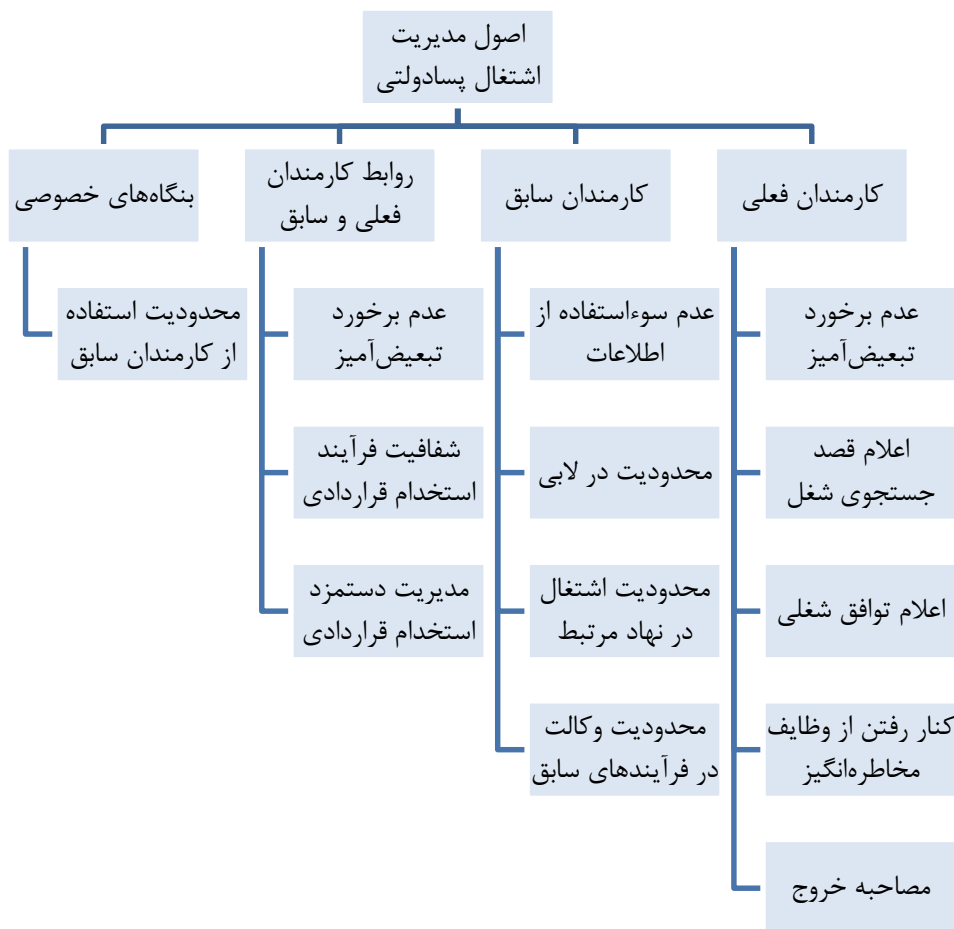 اصول مدیریت
اشتغال پسادولتی
کارمندان فعلی
عدم برخورد
تبعیض‌آمیز
اعلام قصد
جستجوی شغل
اعلام توافق شغلی
کنار رفتن از وظایف
مخاطره‌انگیز
مصاحبه خروج
کارمندان سابق
عدم سوءاستفاده از
اطلاعات
محدودیت در لابی
محدودیت اشتغال
در نهاد مرتبط
محدودیت وکالت
در فرآیندهای سابق
روابط کارمندان
فعلی و سابق
عدم برخورد
تبعیض‌آمیز
شفافیت فرآیند
استخدام قراردادی
مدیریت دستمزد
استخدام قراردادی
بنگاه‌های خصوصی
محدودیت استفاده
از کارمندان سابق